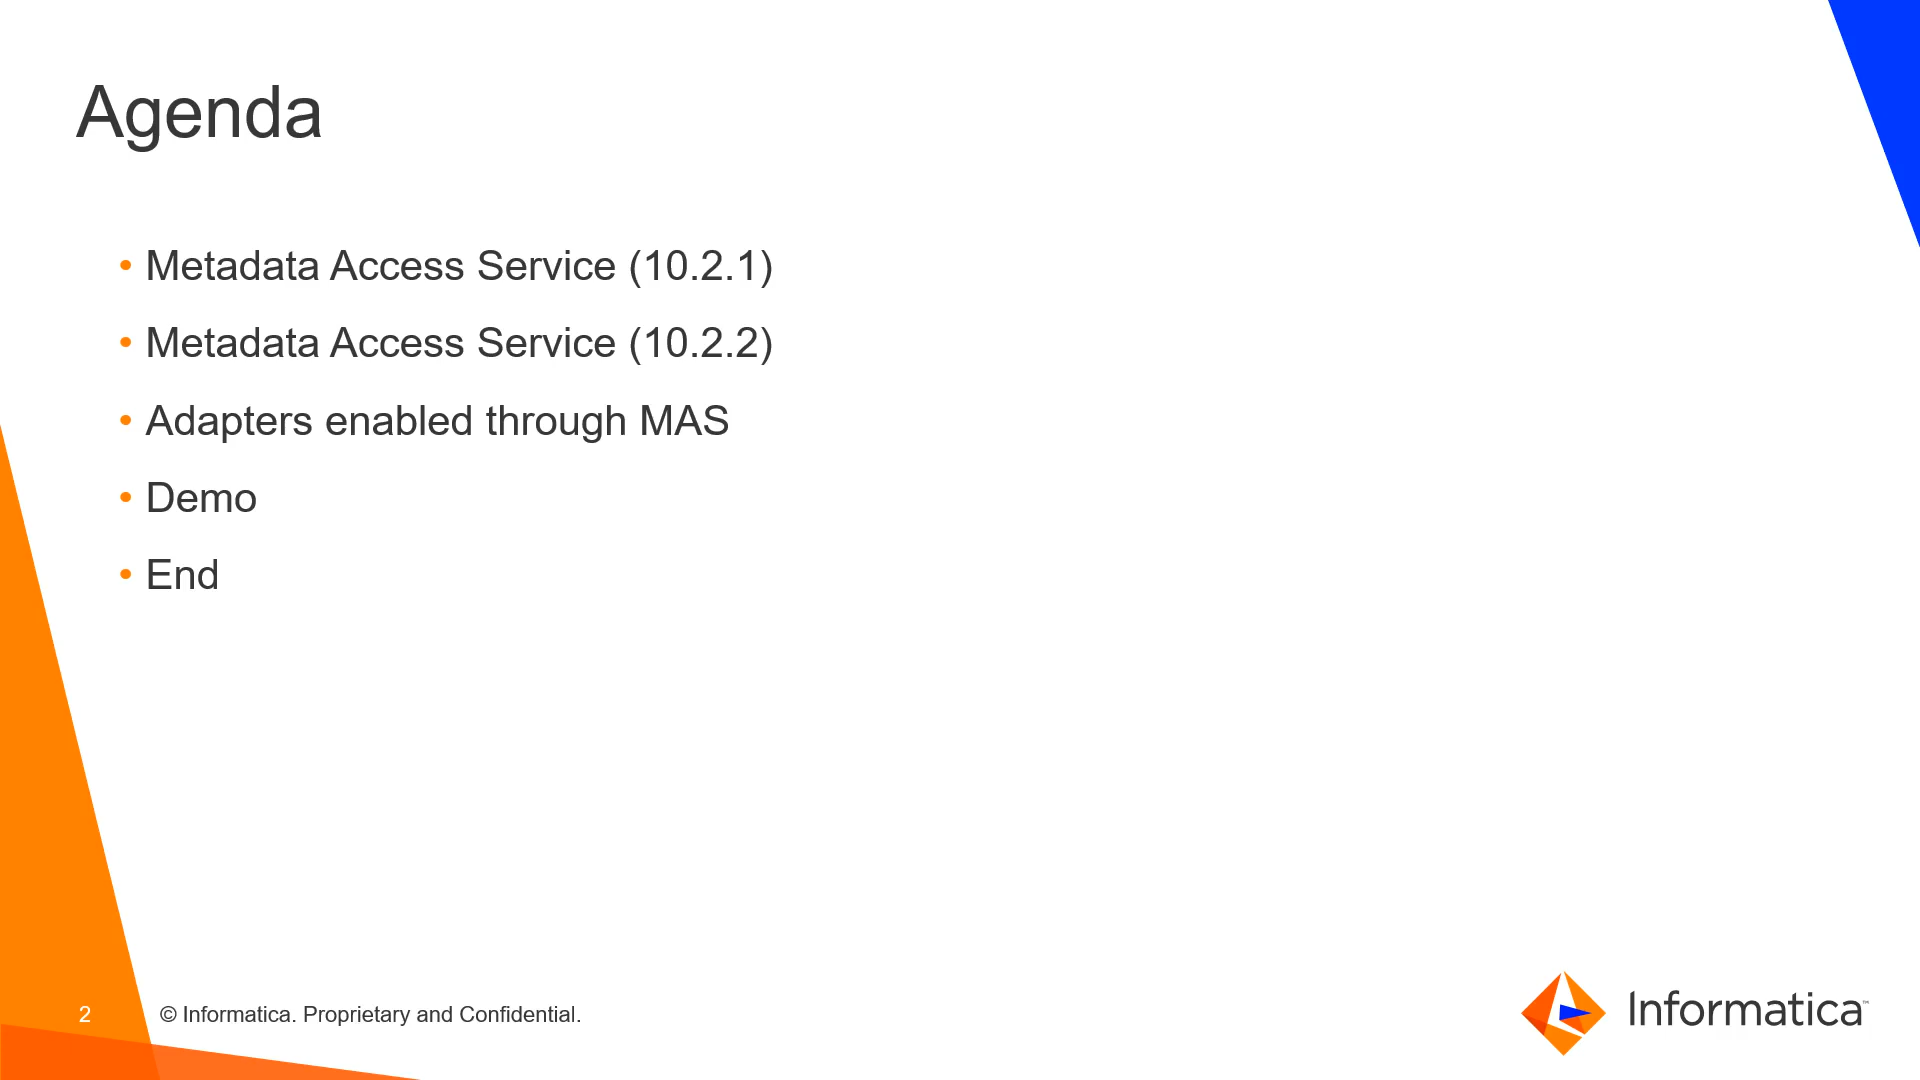 Agenda
• Metadata Access Service (10.2.1)
• Metadata Access Service (10.2.2)
• Adapters enabled through MAS
• Demo
• End
2 © Informatica. Proprietary and Confidential.
Informatica™